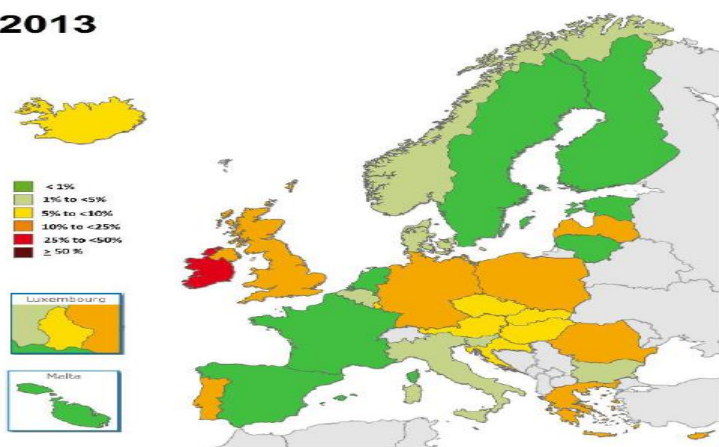 2013
< 1%
1% to <5%
5% to <10%
10% to <25%
25% to <50%
≥ 50 %
Luxembourg
Malta